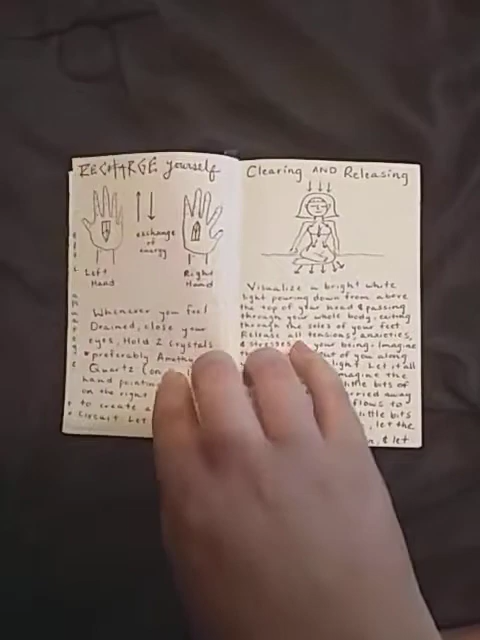 RECHARGE yourself
exchange
of
energy
Left
Hand
Right
Hand
Whenever you feel
Drained, close your
eyes, Hold 2 crystals
preferably
Quartz
hand
on the right
to create a
Circuit. Let
Clearing AND Releasing
Visualize a bright white
light pouring down from above
the top of your head & passing
through your whole body, exiting
through the soles of your feet.
Release all tensions, anxieties,
& stresses your being. Imagine
out of you along
light. Let it all
imagine the
little bits of
carried away
flows to
little bits
, let the
, & let